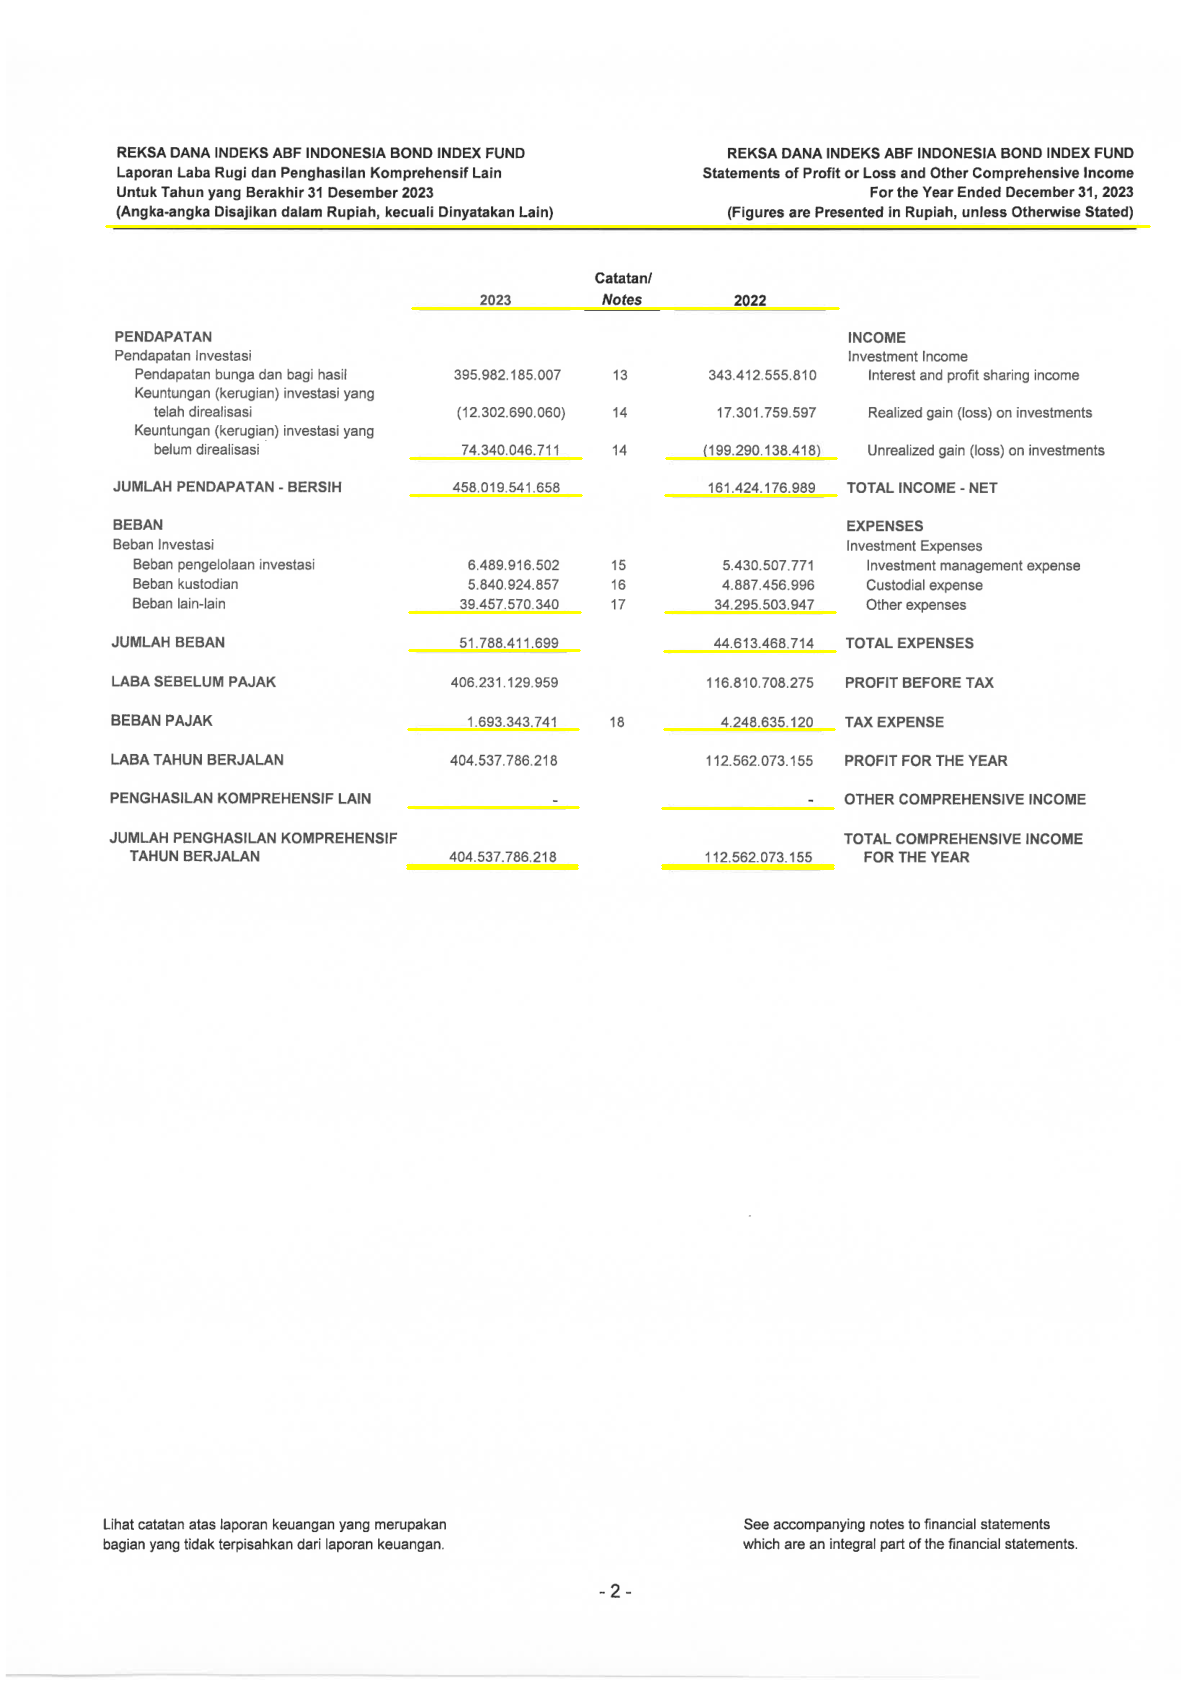 REKSA DANA INDEKS ABF INDONESIA BOND INDEX FUND
Laporan Laba Rugi dan Penghasilan Komprehensif Lain
Untuk Tahun yang Berakhir 31 Desember 2023
(Angka-angka Disajikan dalam Rupiah, kecuali Dinyatakan Lain)
REKSA DANA INDEKS ABF INDONESIA BOND INDEX FUND
Statements of Profit or Loss and Other Comprehensive Income
For the Year Ended December 31, 2023
(Figures are Presented in Rupiah, unless Otherwise Stated)
Catatan/
2023 Notes 2022
PENDAPATAN INCOME
Pendapatan Investasi Investment Income
Pendapatan bunga dan bagi hasil 395.982.185.007 13 343.412.555.810 Interest and profit sharing income
Keuntungan (kerugian) investasi yang
telah direalisasi (12.302.690.060) 14 17.301.759.597 Realized gain (loss) on investments
Keuntungan (kerugian) investasi yang
belum direalisasi 74.340.046.711 14 (199.290.138.418) Unrealized gain (loss) on investments
JUMLAH PENDAPATAN - BERSIH 458.019.541.658 161.424.176.989 TOTAL INCOME - NET
BEBAN EXPENSES
Beban Investasi Investment Expenses
Beban pengelolaan investasi 6.489.916.502 15 5.430.507.771 Investment management expense
Beban kustodian 5.840.924.857 16 4.887.456.996 Custodial expense
Beban lain-lain 39.457.570.340 17 34.295.503.947 Other expenses
JUMLAH BEBAN 51.788.411.699 44.613.468.714 TOTAL EXPENSES
LABA SEBELUM PAJAK 406.231.129.959 116.810.708.275 PROFIT BEFORE TAX
BEBAN PAJAK 1.693.343.741 18 4.248.635.120 TAX EXPENSE
LABA TAHUN BERJALAN 404.537.786.218 112.562.073.155 PROFIT FOR THE YEAR
PENGHASILAN KOMPREHENSIF LAIN - - OTHER COMPREHENSIVE INCOME
JUMLAH PENGHASILAN KOMPREHENSIF TOTAL COMPREHENSIVE INCOME
TAHUN BERJALAN 404.537.786.218 112.562.073.155 FOR THE YEAR
Lihat catatan atas laporan keuangan yang merupakan
bagian yang tidak terpisahkan dari laporan keuangan.
See accompanying notes to financial statements
which are an integral part of the financial statements.
- 2 -